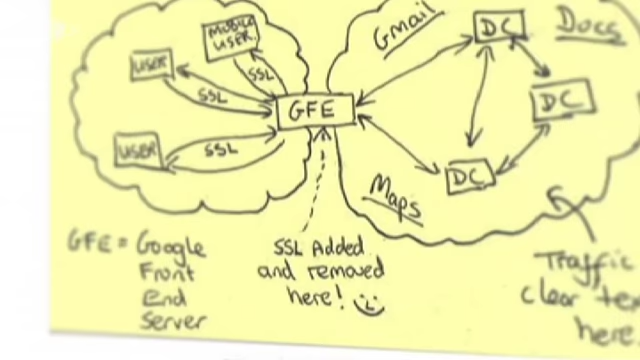 Gmail
DC
Docs
MOBILE
USER
USER
SSL
SSL
GFE
DC
USER
SSL
DC
Maps
GFE = Google
Front
End
Server
SSL Added
and removed
here!
Traffic
clear
here